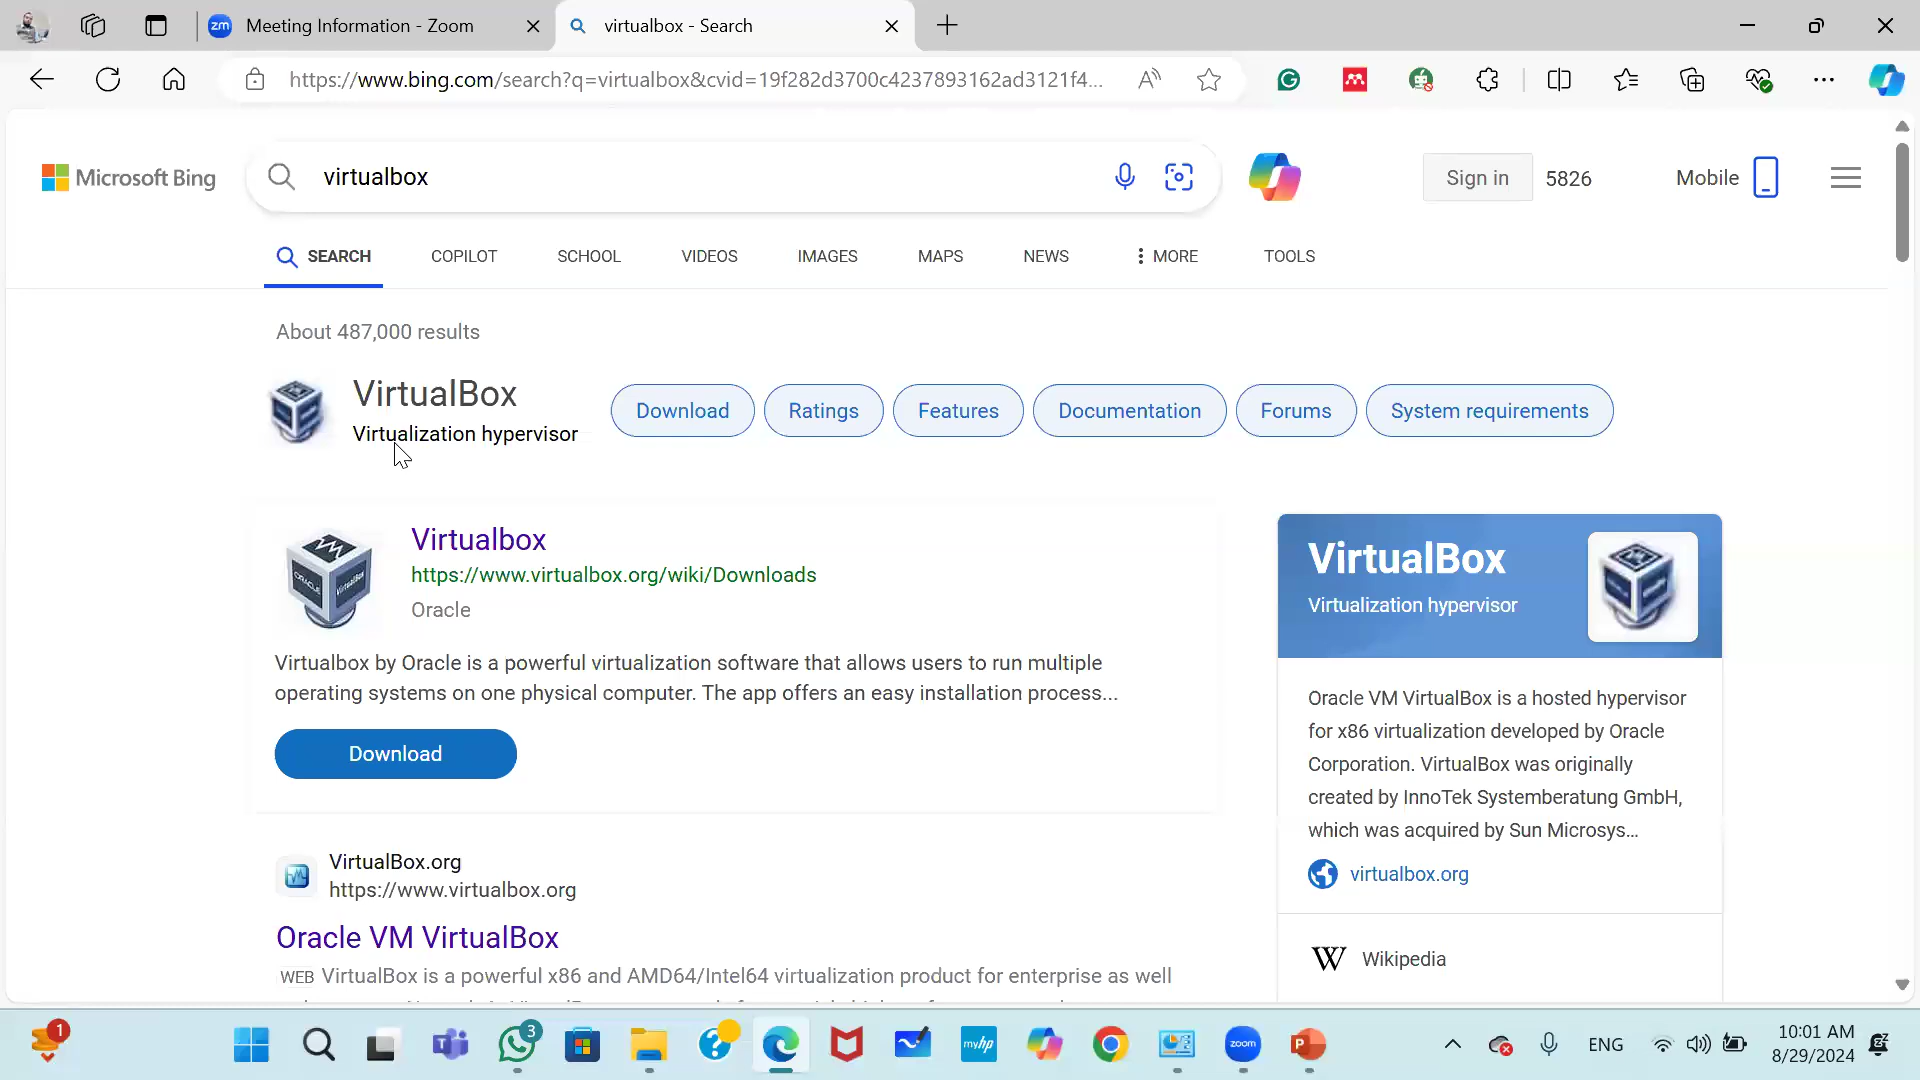 Meeting Information - Zoom
virtualbox - Search
https://www.bing.com/search?q=virtualbox&cvid=19f282d3700c4237893162ad3121f4...
Microsoft Bing
virtualbox
Sign in
5826
Mobile
SEARCH
COPILOT
SCHOOL
VIDEOS
IMAGES
MAPS
NEWS
MORE
TOOLS
About 487,000 results
VirtualBox
Virtualization hypervisor
Download
Ratings
Features
Documentation
Forums
System requirements
Virtualbox
https://www.virtualbox.org/wiki/Downloads
Oracle
Virtualbox by Oracle is a powerful virtualization software that allows users to run multiple
operating systems on one physical computer. The app offers an easy installation process...
Download
VirtualBox.org
https://www.virtualbox.org
Oracle VM VirtualBox
WEB VirtualBox is a powerful x86 and AMD64/Intel64 virtualization product for enterprise as well
VirtualBox
Virtualization hypervisor
Oracle VM VirtualBox is a hosted hypervisor
for x86 virtualization developed by Oracle
Corporation. VirtualBox was originally
created by InnoTek Systemberatung GmbH,
which was acquired by Sun Microsys...
virtualbox.org
W Wikipedia
1
3
myhp
zoom
ENG
10:01 AM
8/29/2024